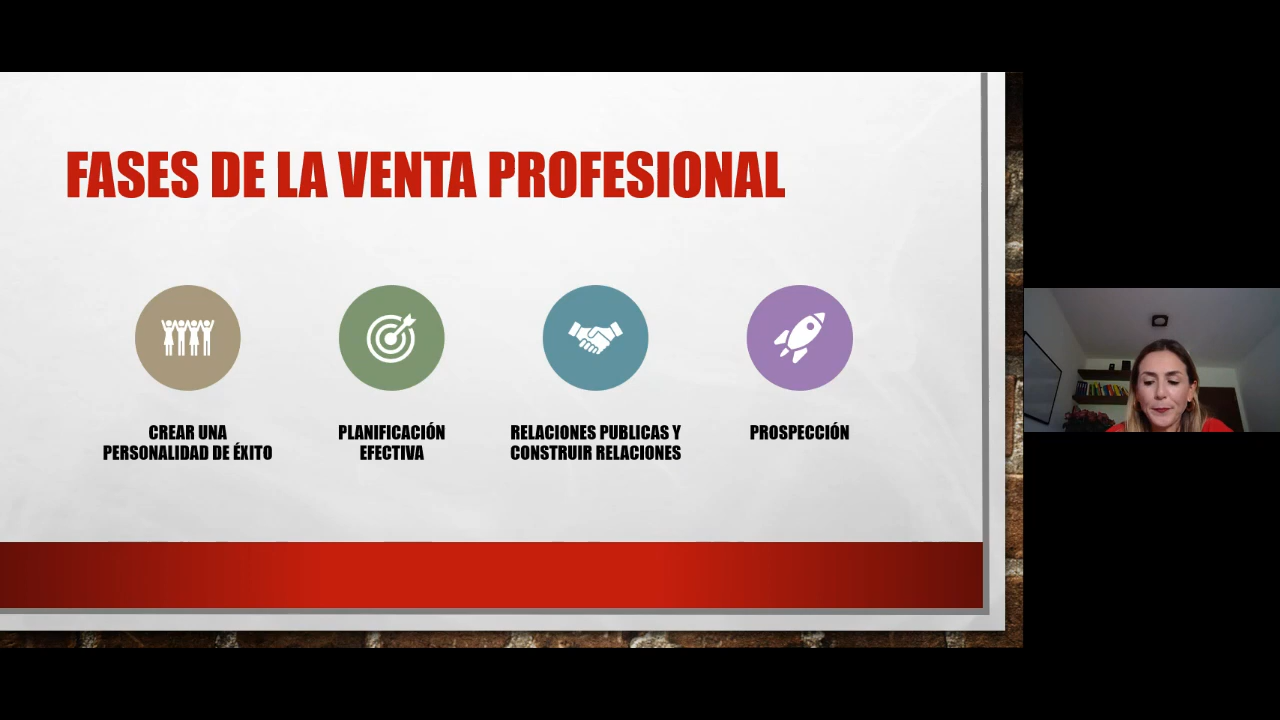 FASES DE LA VENTA PROFESIONAL
CREAR UNA
PERSONALIDAD DE ÉXITO
PLANIFICACIÓN
EFECTIVA
RELACIONES PUBLICAS Y
CONSTRUIR RELACIONES
PROSPECCIÓN